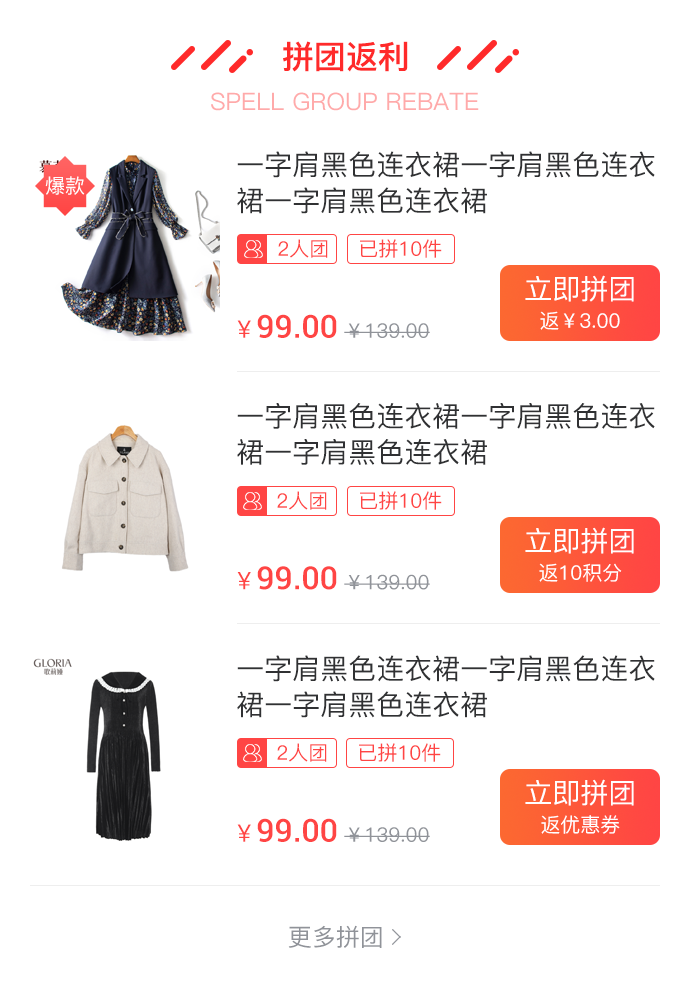 拼团返利
SPELL GROUP REBATE
爆款
一字肩黑色连衣裙一字肩黑色连衣
裙一字肩黑色连衣裙
2人团 已拼10件
¥99.00 ¥139.00
立即拼团
返¥3.00
一字肩黑色连衣裙一字肩黑色连衣
裙一字肩黑色连衣裙
2人团 已拼10件
¥99.00 ¥139.00
立即拼团
返10积分
GLORIA
歌莉娅
一字肩黑色连衣裙一字肩黑色连衣
裙一字肩黑色连衣裙
2人团 已拼10件
¥99.00 ¥139.00
立即拼团
返优惠券
更多拼团 >